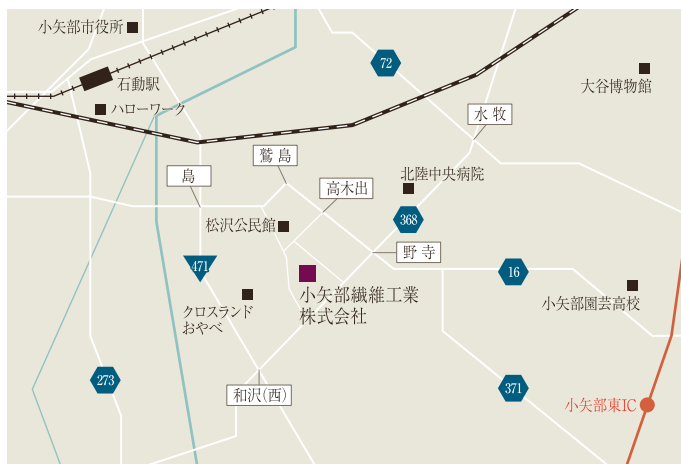 小矢部市役所
72
石動駅
大谷博物館
ハローワーク
水牧
鷲島
島
北陸中央病院
高木出
368
松沢公民館
野寺
471
16
小矢部繊維工業
株式会社
クロスランド
おやべ
小矢部園芸高校
273
371
和沢(西)
小矢部東IC